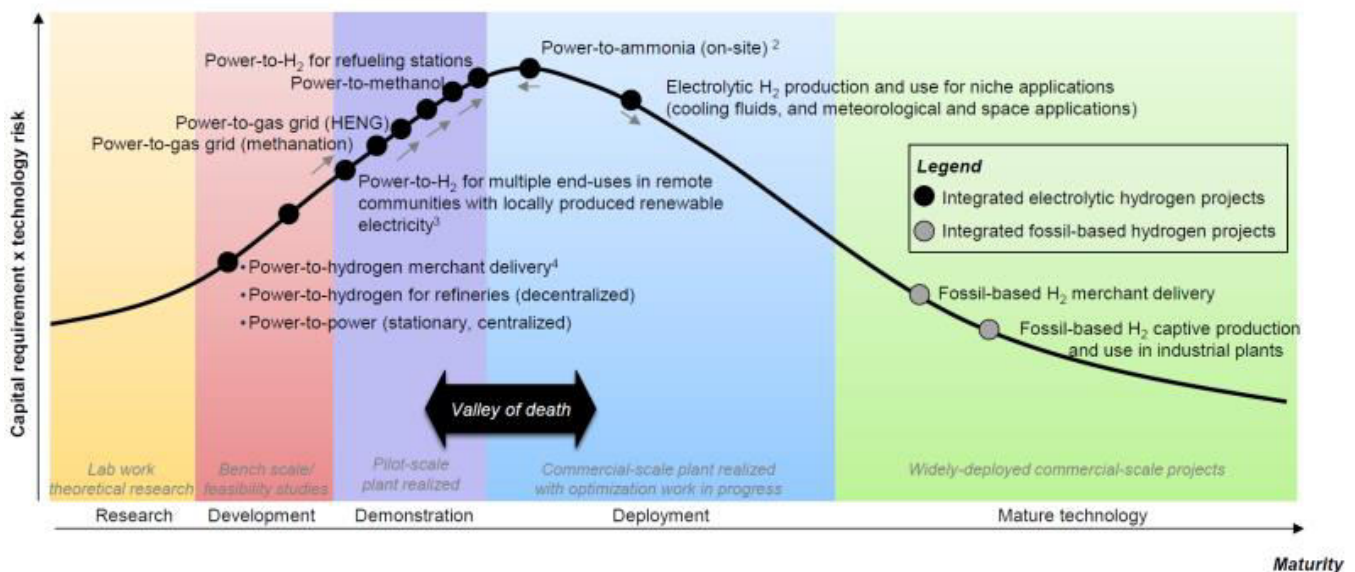 Capital requirement x technology risk
Power-to-ammonia (on-site) 2
Power-to-H2 for refueling stations
Power-to-methanol
Electrolytic H2 production and use for niche applications
(cooling fluids, and meteorological and space applications)
Power-to-gas grid (HENG)
Power-to-gas grid (methanation)
Legend
Integrated electrolytic hydrogen projects
Integrated fossil-based hydrogen projects
Power-to-H2 for multiple end-uses in remote
communities with locally produced renewable
electricity3
• Power-to-hydrogen merchant delivery4
• Power-to-hydrogen for refineries (decentralized)
• Power-to-power (stationary, centralized)
Fossil-based H2 merchant delivery
Fossil-based H2 captive production
and use in industrial plants
Valley of death
Lab work
theoretical research
Bench scale/
feasibility studies
Pilot-scale
plant realized
Commercial-scale plant realized
with optimization work in progress
Widely-deployed commercial-scale projects
Research
Development
Demonstration
Deployment
Mature technology
Maturity